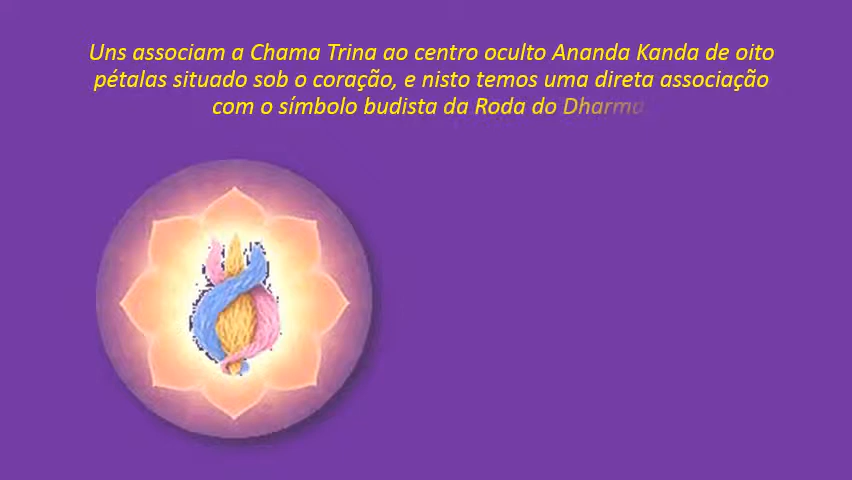 Uns associam a Chama Trina ao centro oculto Ananda Kanda de oito
pétalas situado sob o coração, e nisto temos uma direta associação
com o símbolo budista da Roda do Dharma